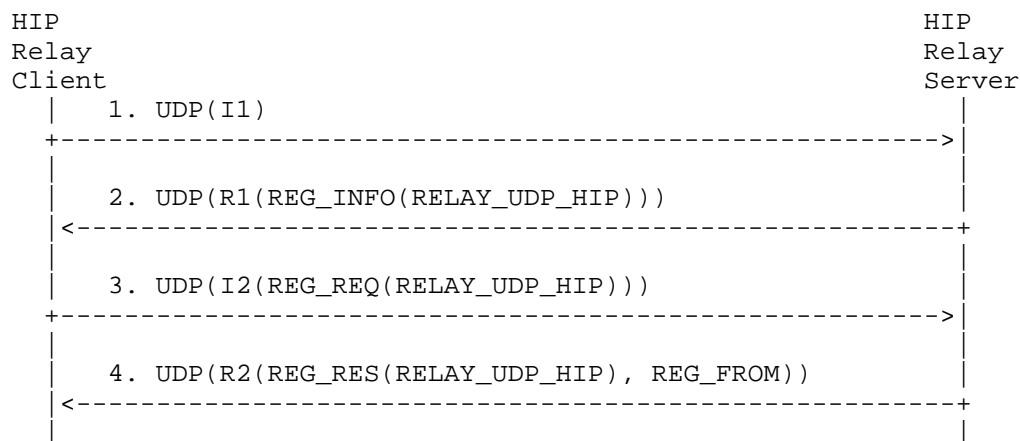 HIP HIP
Relay Relay
Client Server
1. UDP(I1)
2. UDP(R1(REG_INFO(RELAY_UDP_HIP)))
3. UDP(I2(REG_REQ(RELAY_UDP_HIP)))
4. UDP(R2(REG_RES(RELAY_UDP_HIP), REG_FROM))